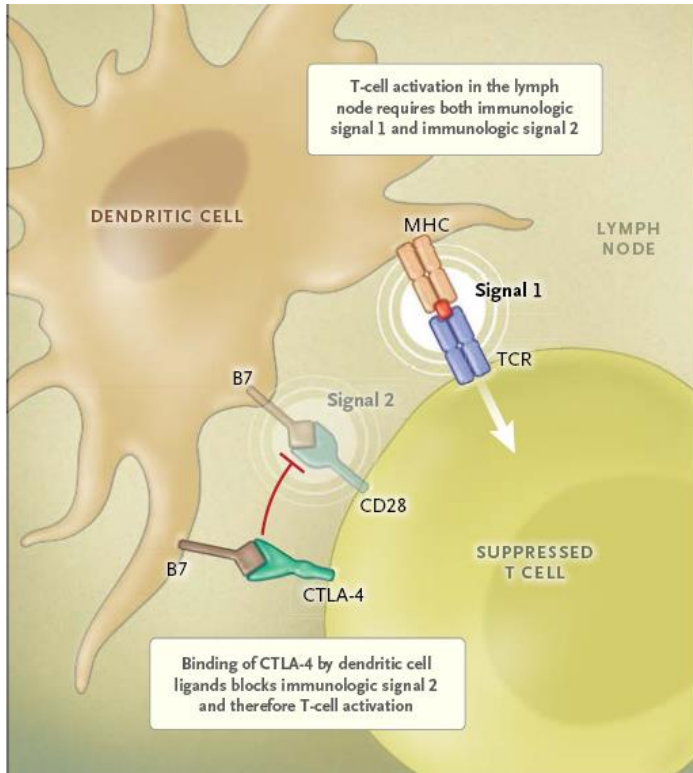 T-cell activation in the lymph
node requires both immunologic
signal 1 and immunologic signal 2
DENDRITIC CELL
MHC
LYMPH
NODE
Signal 1
TCR
B7
Signal 2
CD28
B7
CTLA-4
SUPPRESSED
T CELL
Binding of CTLA-4 by dendritic cell
ligands blocks immunologic signal 2
and therefore T-cell activation